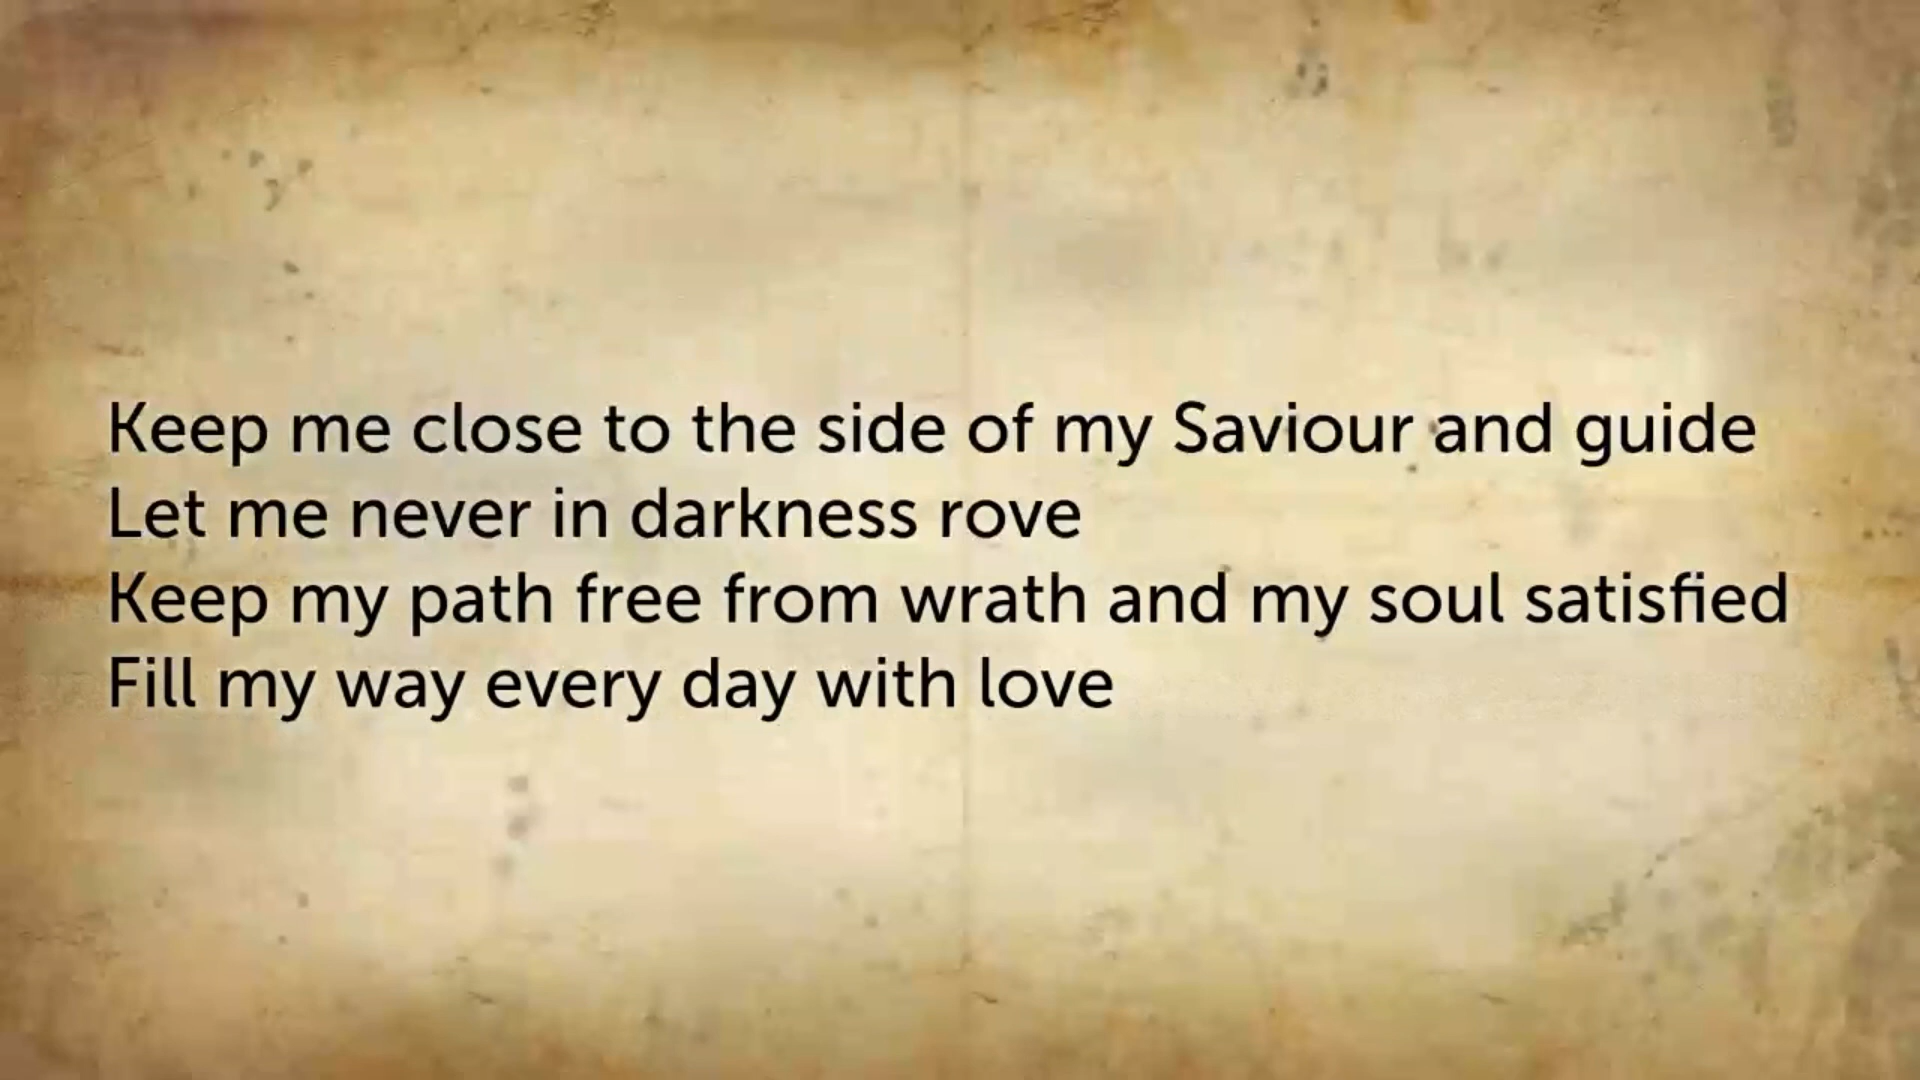 Keep me close to the side of my Saviour and guide
Let me never in darkness rove
Keep my path free from wrath and my soul satisfied
Fill my way every day with love